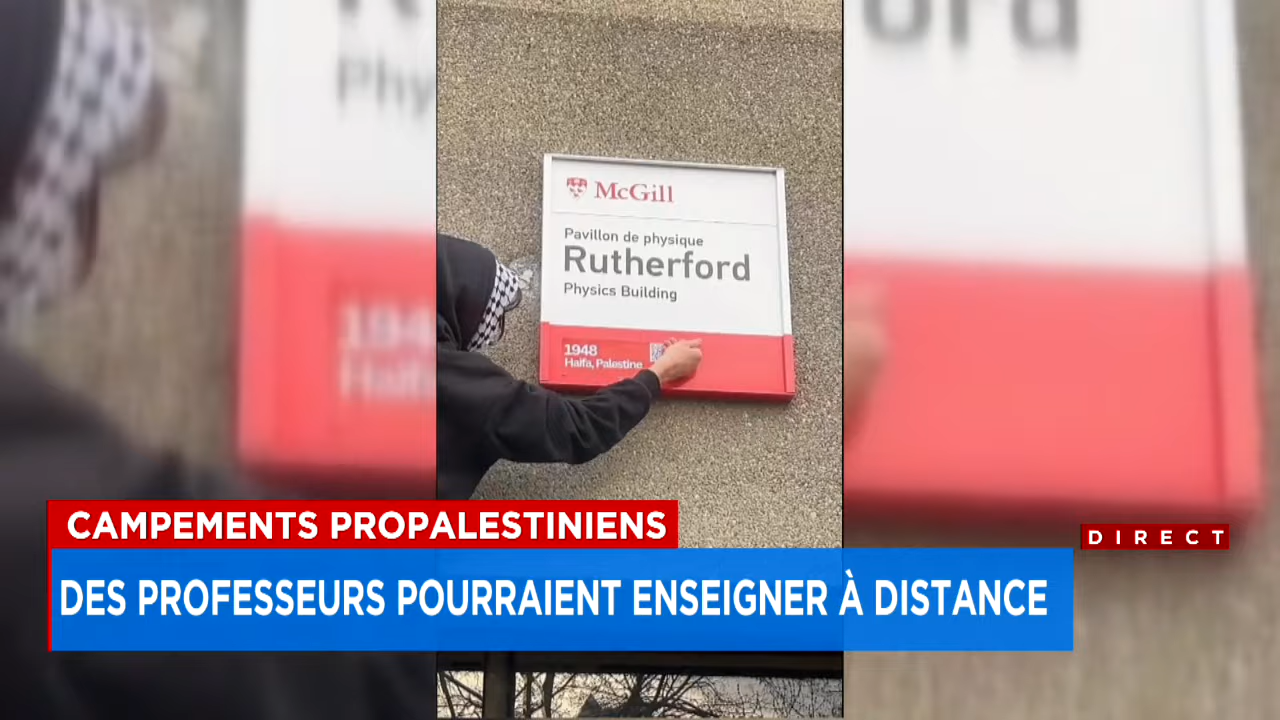 McGill
Pavillon de physique
Rutherford
Physics Building
1948
Haifa, Palestine
CAMPEMENTS PROPALESTINIENS
DIRECT
DES PROFESSEURS POURRAIENT ENSEIGNER À DISTANCE